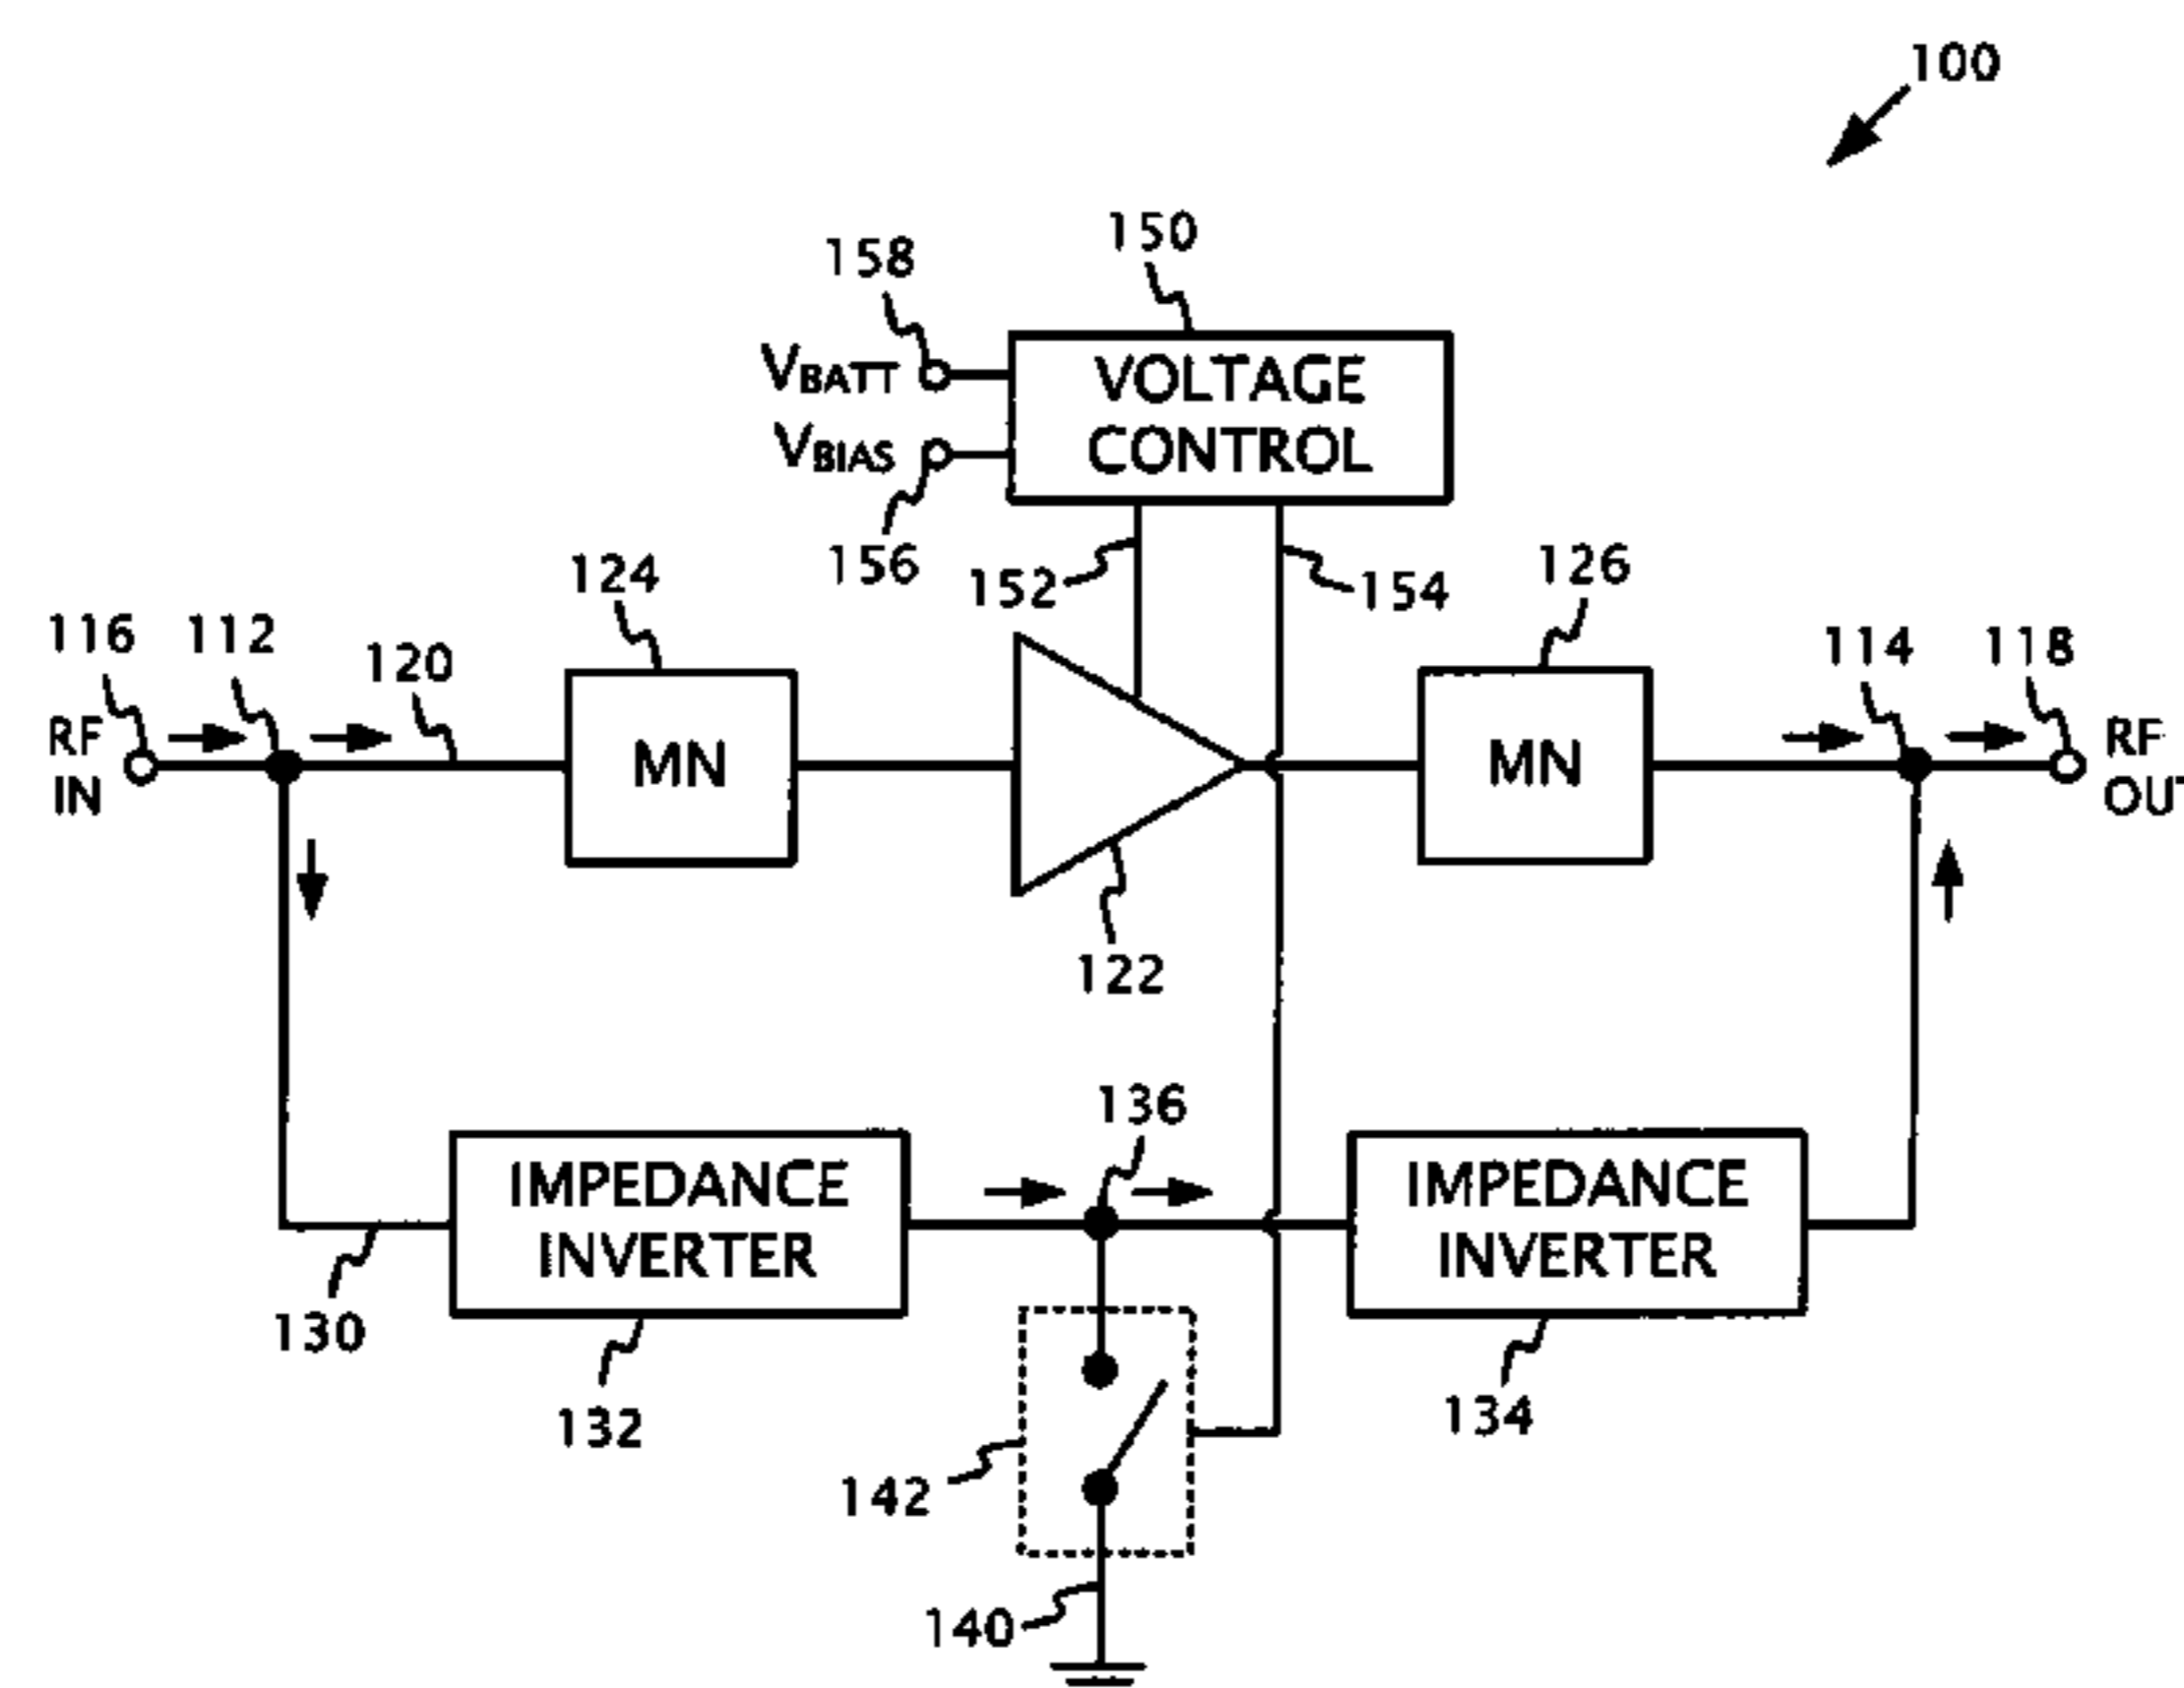 100
150
158
VBATT
VOLTAGE
CONTROL
VBIAS
156
152
154
124
126
116
112
120
114
118
RF
IN
MN
MN
RF
OUT
122
136
IMPEDANCE
INVERTER
IMPEDANCE
INVERTER
130
132
134
142
140